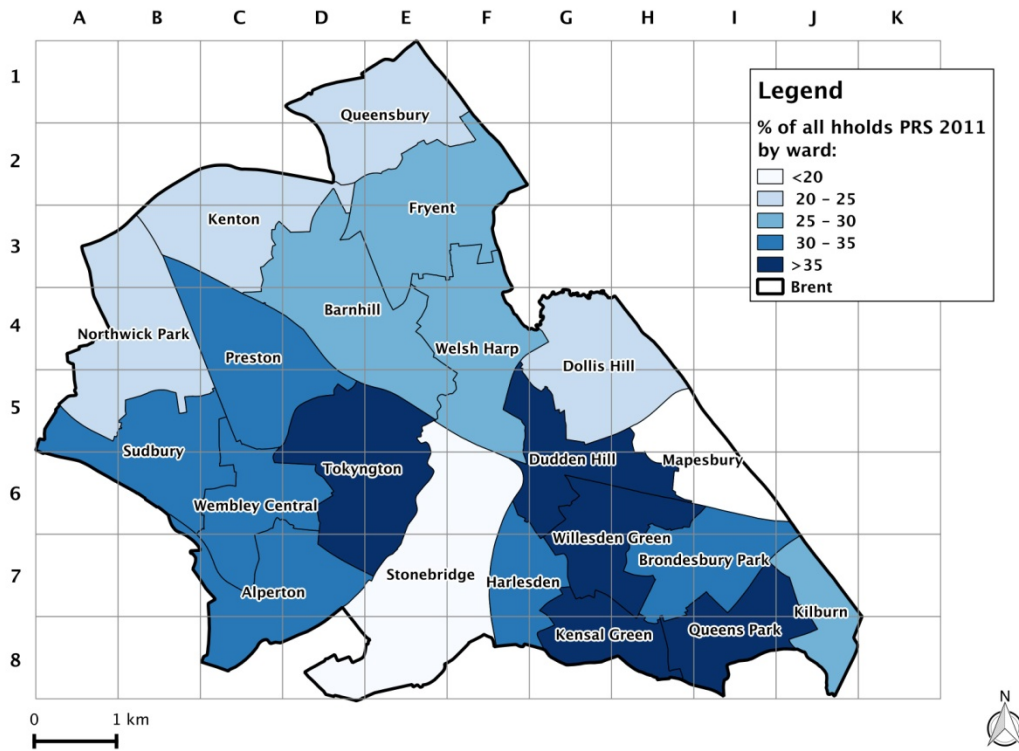 A B C D E F G H I J K
1
2
3
4
5
6
7
8
Queensbury
Fryent
Kenton
Barnhill
Northwick Park
Welsh Harp
Preston
Dollis Hill
Sudbury
Dudden Hill
Mapesbury
Tokyngton
Wembley Central
Willesden Green
Brondesbury Park
Stonebridge
Harlesden
Alperton
Kilburn
Kensal Green
Queens Park
Legend
% of all hholds PRS 2011
by ward:
<20
20 - 25
25 - 30
30 - 35
>35
Brent
0 1 km
N